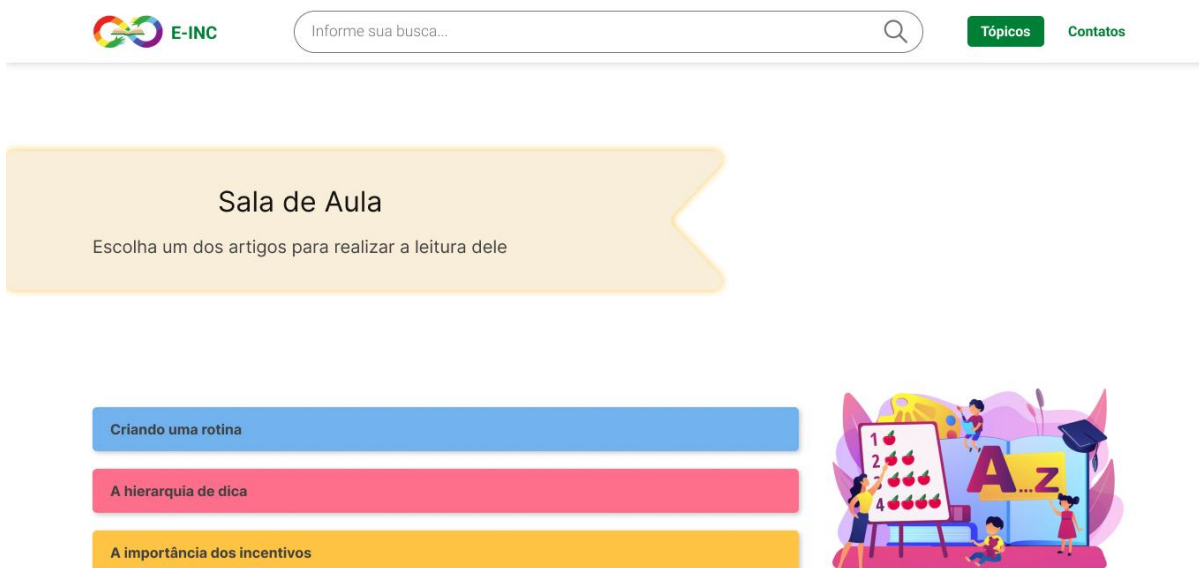 E-INC
Informe sua busca...
Tópicos
Contatos
Sala de Aula
Escolha um dos artigos para realizar a leitura dele
Criando uma rotina
A hierarquia de dica
A importância dos incentivos
1
2
3
4
A...z